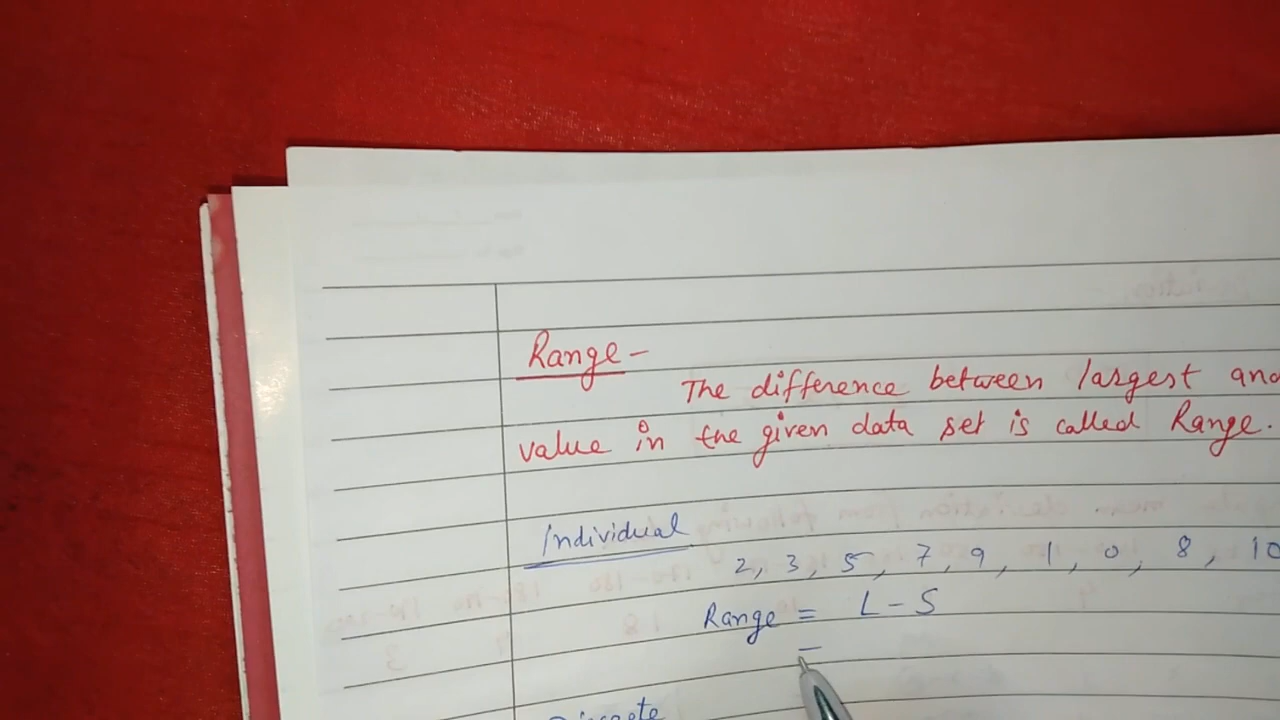 Range -
The difference between largest and
value in the given data set is called Range.
Individual
2, 3, 5, 7, 9, 1, 0, 8, 10
Range = L - S
=
Discrete